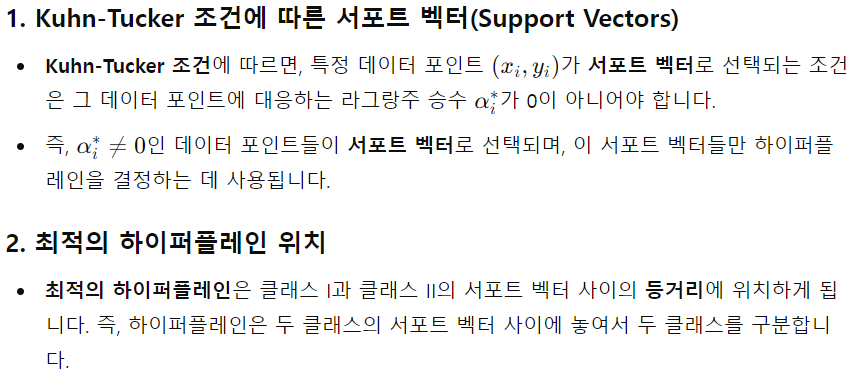 1. Kuhn-Tucker 조건에 따른 서포트 벡터(Support Vectors)
• Kuhn-Tucker 조건에 따르면, 특정 데이터 포인트 (xᵢ, yᵢ)가 서포트 벡터로 선택되는 조건
은 그 데이터 포인트에 대응하는 라그랑주 승수 αᵢ*가 0이 아니어야 합니다.
• 즉, αᵢ* ≠ 0인 데이터 포인트들이 서포트 벡터로 선택되며, 이 서포트 벡터들만 하이퍼플
레인을 결정하는 데 사용됩니다.
2. 최적의 하이퍼플레인 위치
• 최적의 하이퍼플레인은 클래스 I과 클래스 II의 서포트 벡터 사이의 등거리에 위치하게 됩
니다. 즉, 하이퍼플레인은 두 클래스의 서포트 벡터 사이에 놓여서 두 클래스를 구분합니
다.